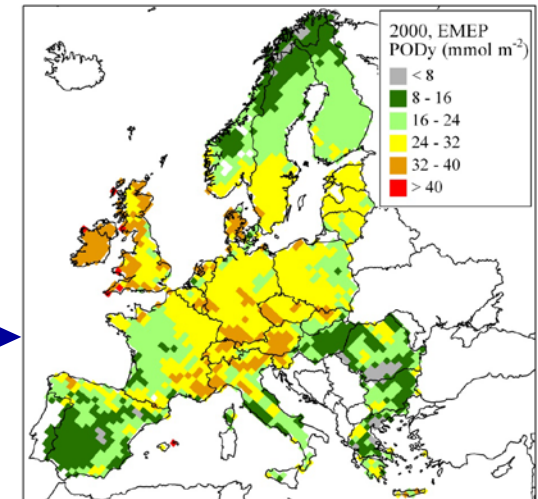 2000, EMEP
PODy (mmol m⁻²)
< 8
8 - 16
16 - 24
24 - 32
32 - 40
> 40